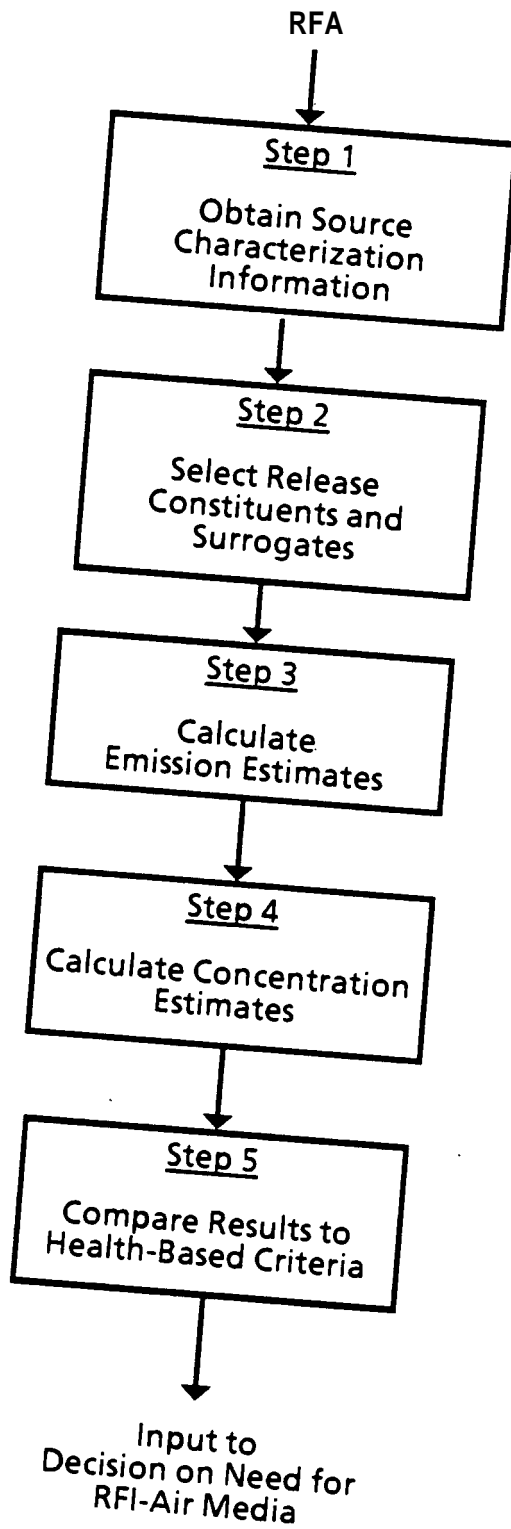 RFA
Step 1
Obtain Source
Characterization
Information
Step 2
Select Release
Constituents and
Surrogates
Step 3
Calculate
Emission Estimates
Step 4
Calculate Concentration
Estimates
Step 5
Compare Results to
Health-Based Criteria
Input to
Decision on Need for
RFI-Air Media